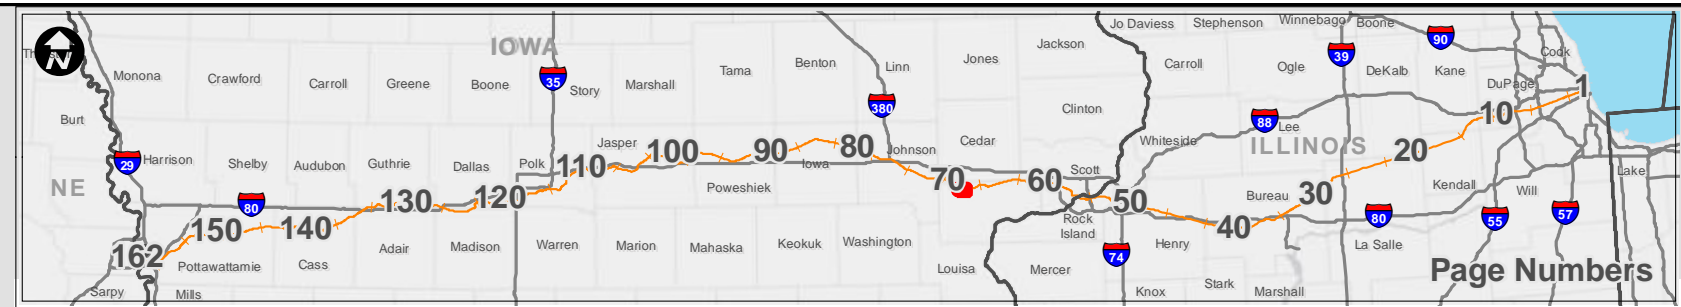 Jo Daviess Stephenson Winnebago Boone
IOWA
90
N
Th
Monona Crawford Carroll Greene Boone Story Marshall Tama Benton Linn Jones Jackson Carroll Ogle DeKalb Kane Cook
35
39
DuPage
1
380
Burt
Clinton
88
Lee
10
Whiteside
ILLINOIS
29
Harrison Shelby Audubon Guthrie Dallas Polk Jasper
110 100 90 80
Iowa
Johnson Cedar
Scott
20
Lake
NE
80
Poweshiek
70 60
Bureau
30
Kendall Will
162 150 140 130 120
50
40
Rock
Island
80
55
57
Adair Madison Warren Marion Mahaska Keokuk Washington
Henry
La Salle
74
Pottawattamie Cass
Louisa Mercer
Page Numbers
Sarpy Mills
Knox Stark Marshall